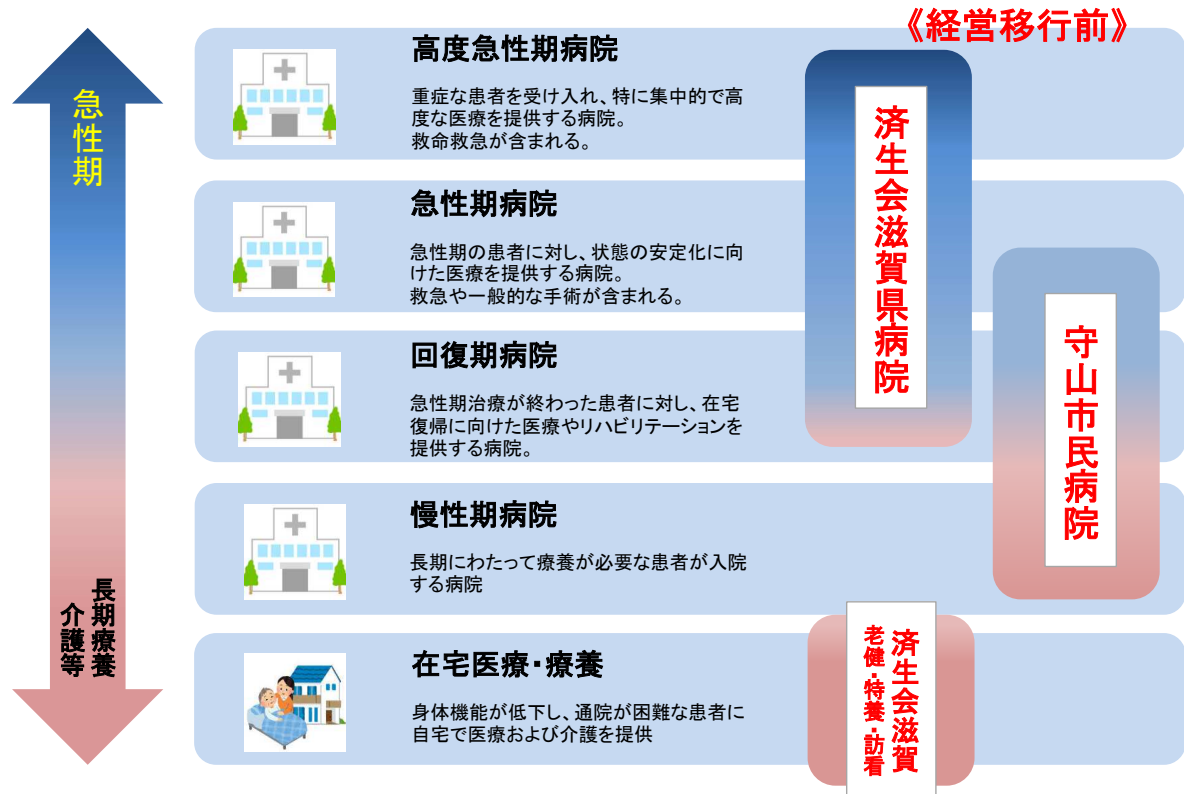 《経営移行前》
急性期
高度急性期病院
重症な患者を受け入れ、特に集中的で高
度な医療を提供する病院。
救命救急が含まれる。
急性期病院
急性期の患者に対し、状態の安定化に向
けた医療を提供する病院。
救急や一般的な手術が含まれる。
回復期病院
急性期治療が終わった患者に対し、在宅
復帰に向けた医療やリハビリテーションを
提供する病院。
慢性期病院
長期にわたって療養が必要な患者が入院
する病院
在宅医療・療養
身体機能が低下し、通院が困難な患者に
自宅で医療および介護を提供
長期療養
介護等
済生会滋賀県病院
守山市民病院
済生会滋賀
老健・特養・訪看